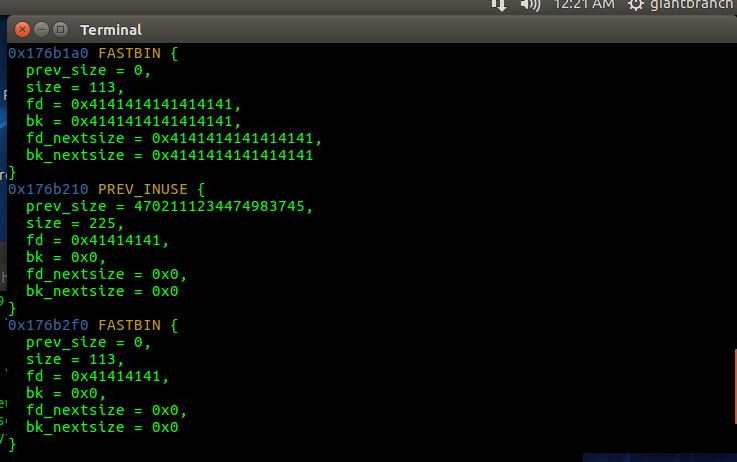 12:21 AM giantbranch
Terminal
0x176b1a0 FASTBIN {
  prev_size = 0,
  size = 113,
  fd = 0x4141414141414141,
  bk = 0x4141414141414141,
  fd_nextsize = 0x4141414141414141,
  bk_nextsize = 0x4141414141414141
}
0x176b210 PREV_INUSE {
  prev_size = 4702111234474983745,
  size = 225,
  fd = 0x41414141,
  bk = 0x0,
  fd_nextsize = 0x0,
  bk_nextsize = 0x0
}
0x176b2f0 FASTBIN {
  prev_size = 0,
  size = 113,
  fd = 0x41414141,
  bk = 0x0,
  fd_nextsize = 0x0,
  bk_nextsize = 0x0
}